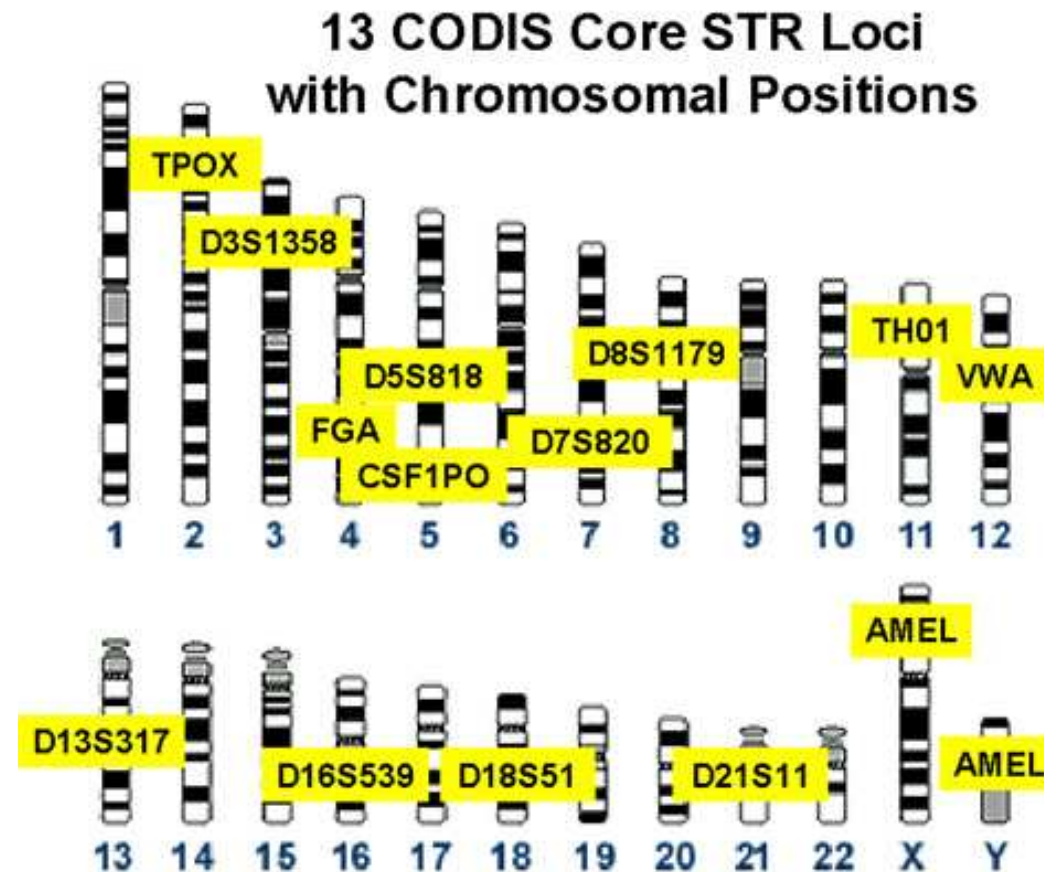 13 CODIS Core STR Loci
with Chromosomal Positions
TPOX
D3S1358
TH01
D8S1179
VWA
D5S818
FGA
D7S820
CSF1PO
1 2 3 4 5 6 7 8 9 10 11 12
AMEL
D13S317
D16S539
D18S51
D21S11
AMEL
13 14 15 16 17 18 19 20 21 22 X Y